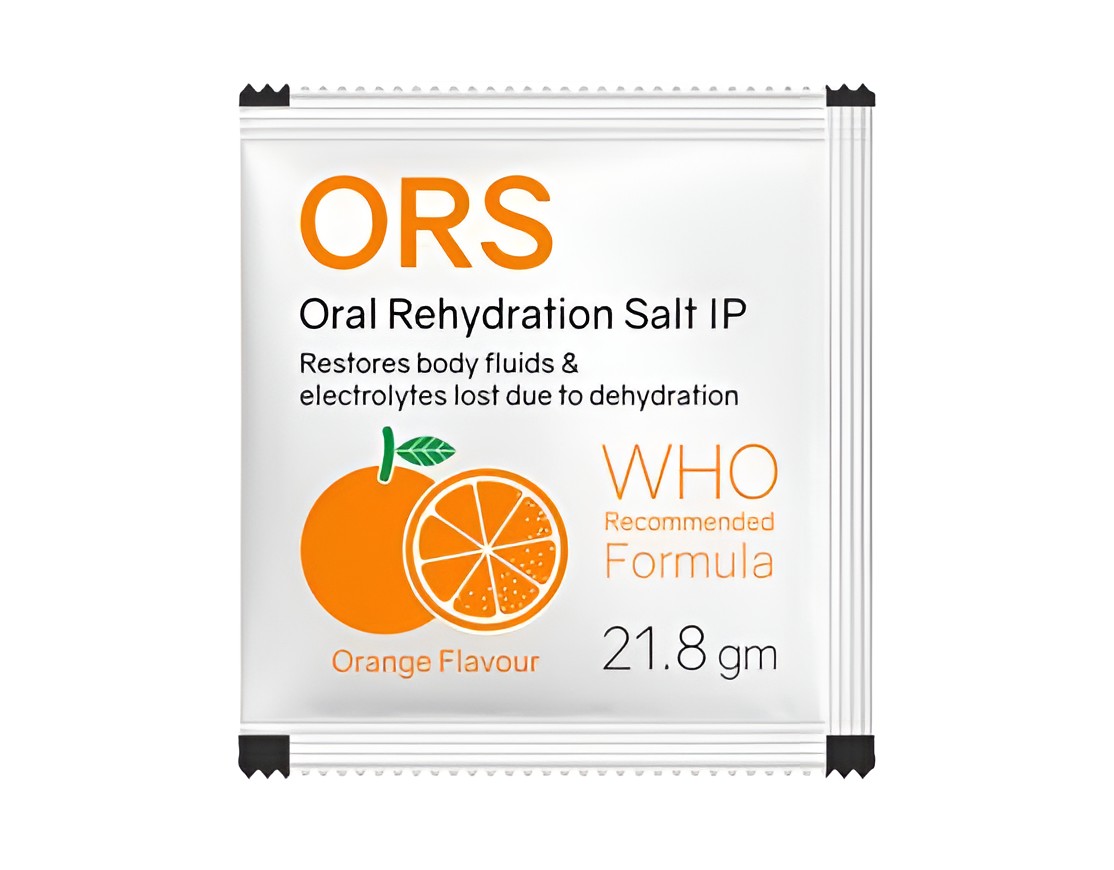 ORS
Oral Rehydration Salt IP
Restores body fluids &
electrolytes lost due to dehydration
WHO
Recommended
Formula
21.8 gm
Orange Flavour